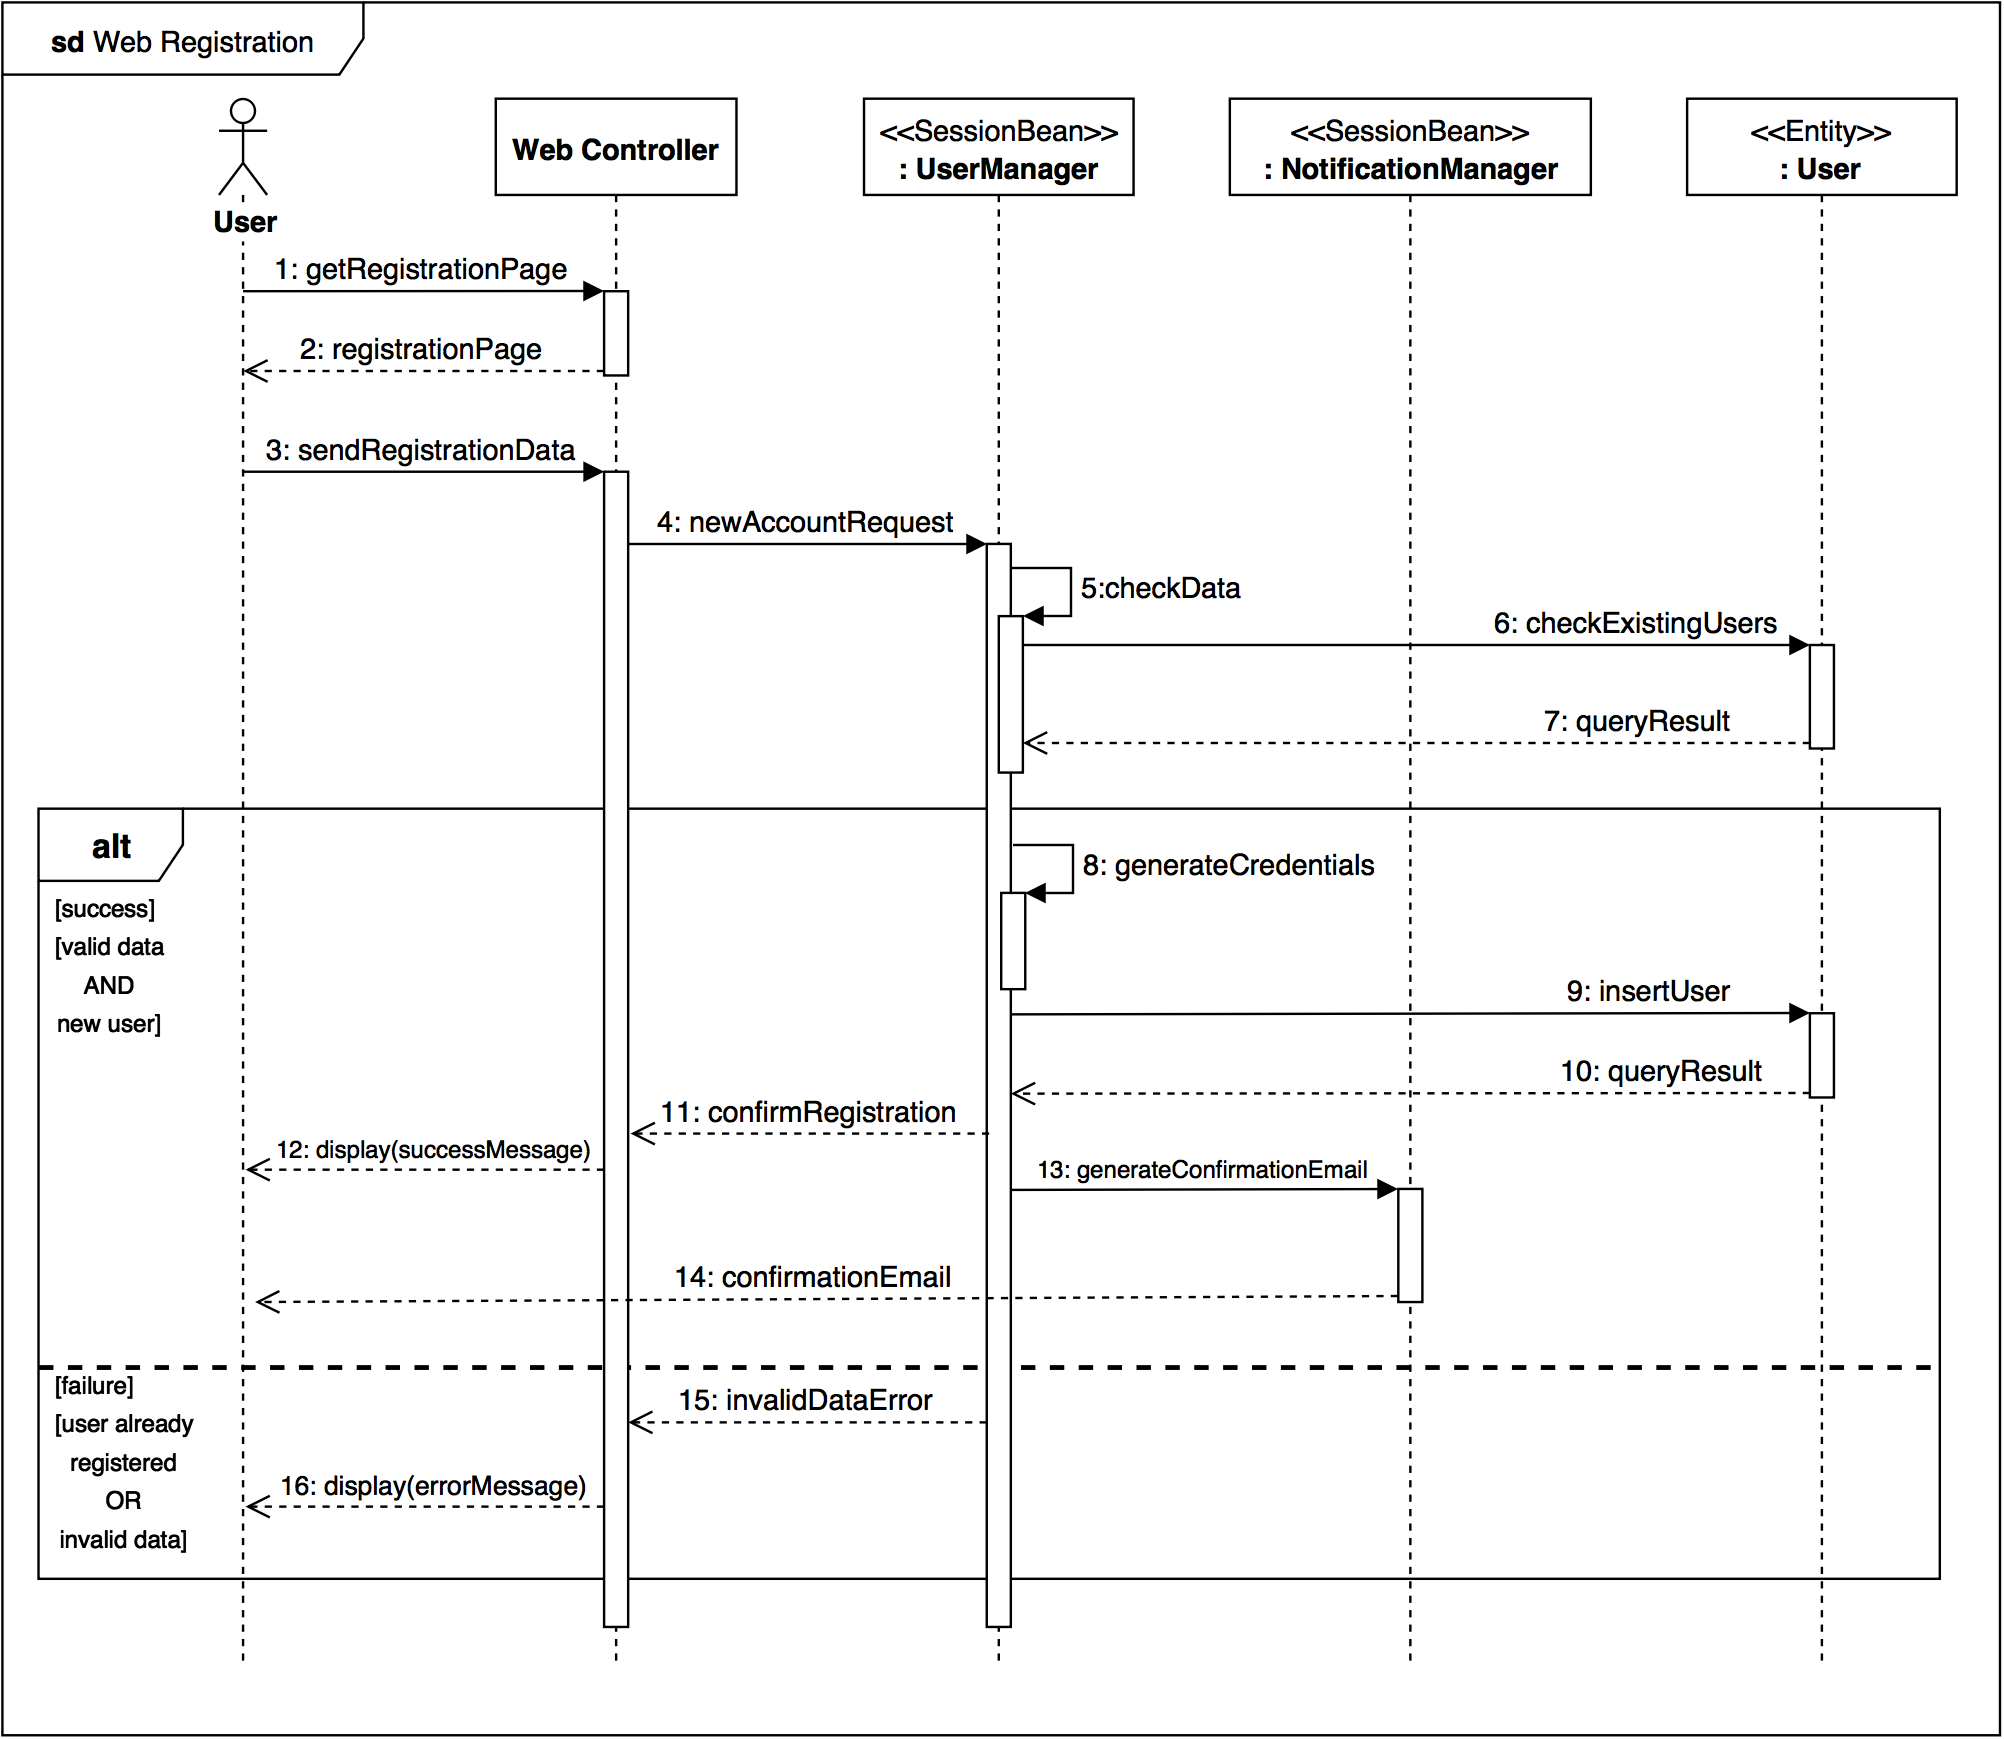 sd Web Registration
User
Web Controller
<<SessionBean>>
: UserManager
<<SessionBean>>
: NotificationManager
<<Entity>>
: User
1: getRegistrationPage
2: registrationPage
3: sendRegistrationData
4: newAccountRequest
5:checkData
6: checkExistingUsers
7: queryResult
alt
[success]
[valid data
AND
new user]
8: generateCredentials
9: insertUser
10: queryResult
11: confirmRegistration
12: display(successMessage)
13: generateConfirmationEmail
14: confirmationEmail
[failure]
[user already
registered
OR
invalid data]
15: invalidDataError
16: display(errorMessage)